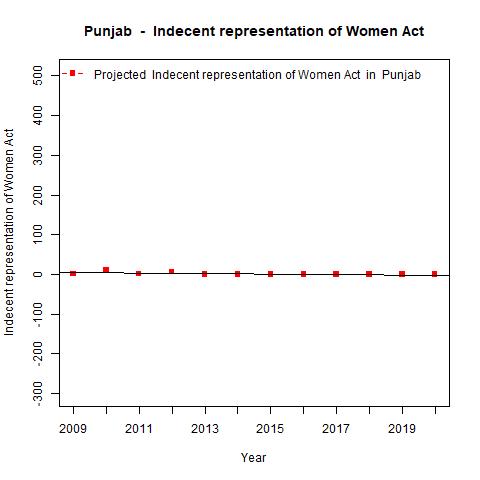 Punjab - Indecent representation of Women Act
Projected Indecent representation of Women Act in Punjab
Indecent representation of Women Act
500
400
300
200
100
0
-100
-200
-300
2009 2011 2013 2015 2017 2019
Year